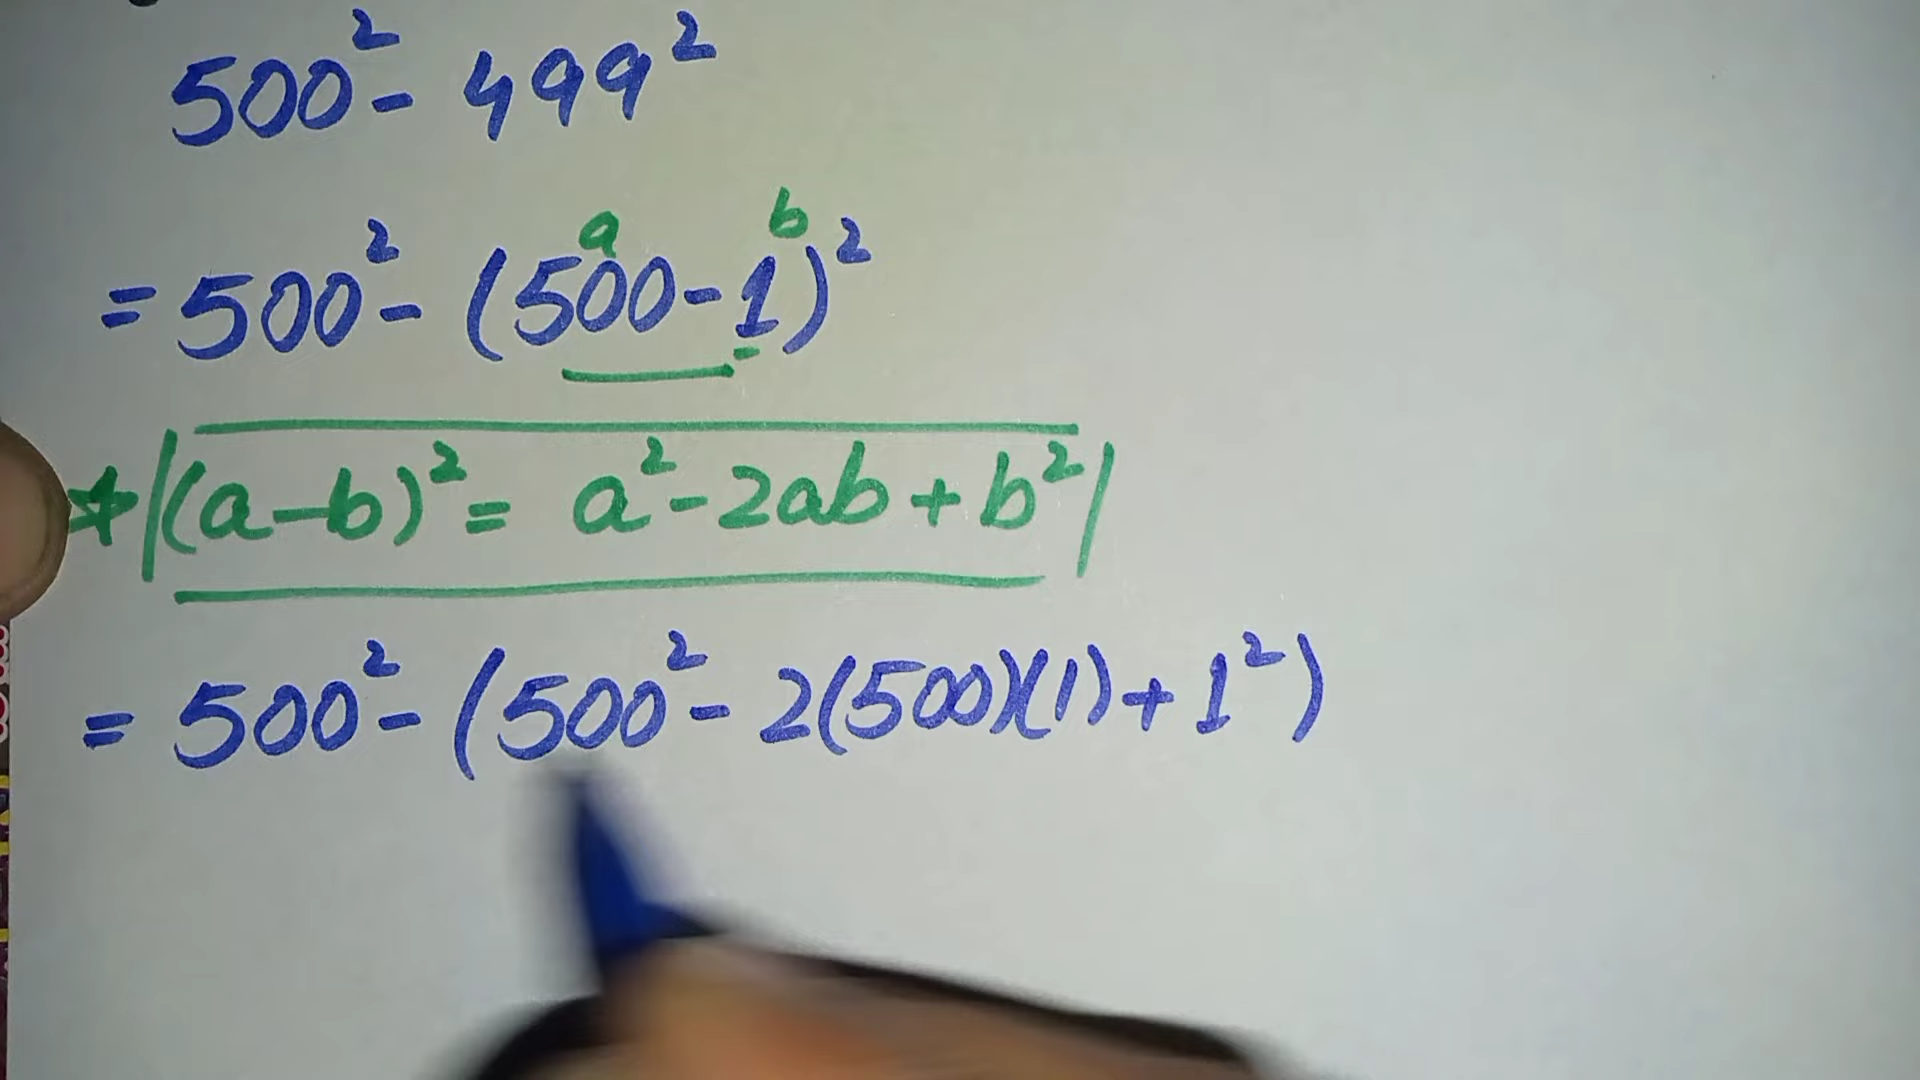 500² - 499²
a b
= 500² - (500 - 1)²
* |(a-b)² = a² - 2ab + b²|
= 500² - (500² - 2(500)(1) + 1²)